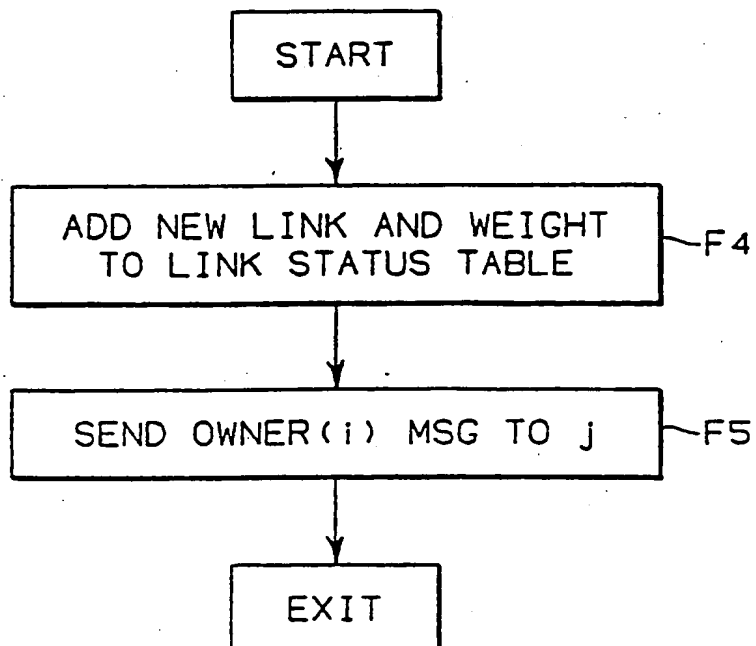 START
ADD NEW LINK AND WEIGHT
TO LINK STATUS TABLE
F4
SEND OWNER(i) MSG TO j
F5
EXIT